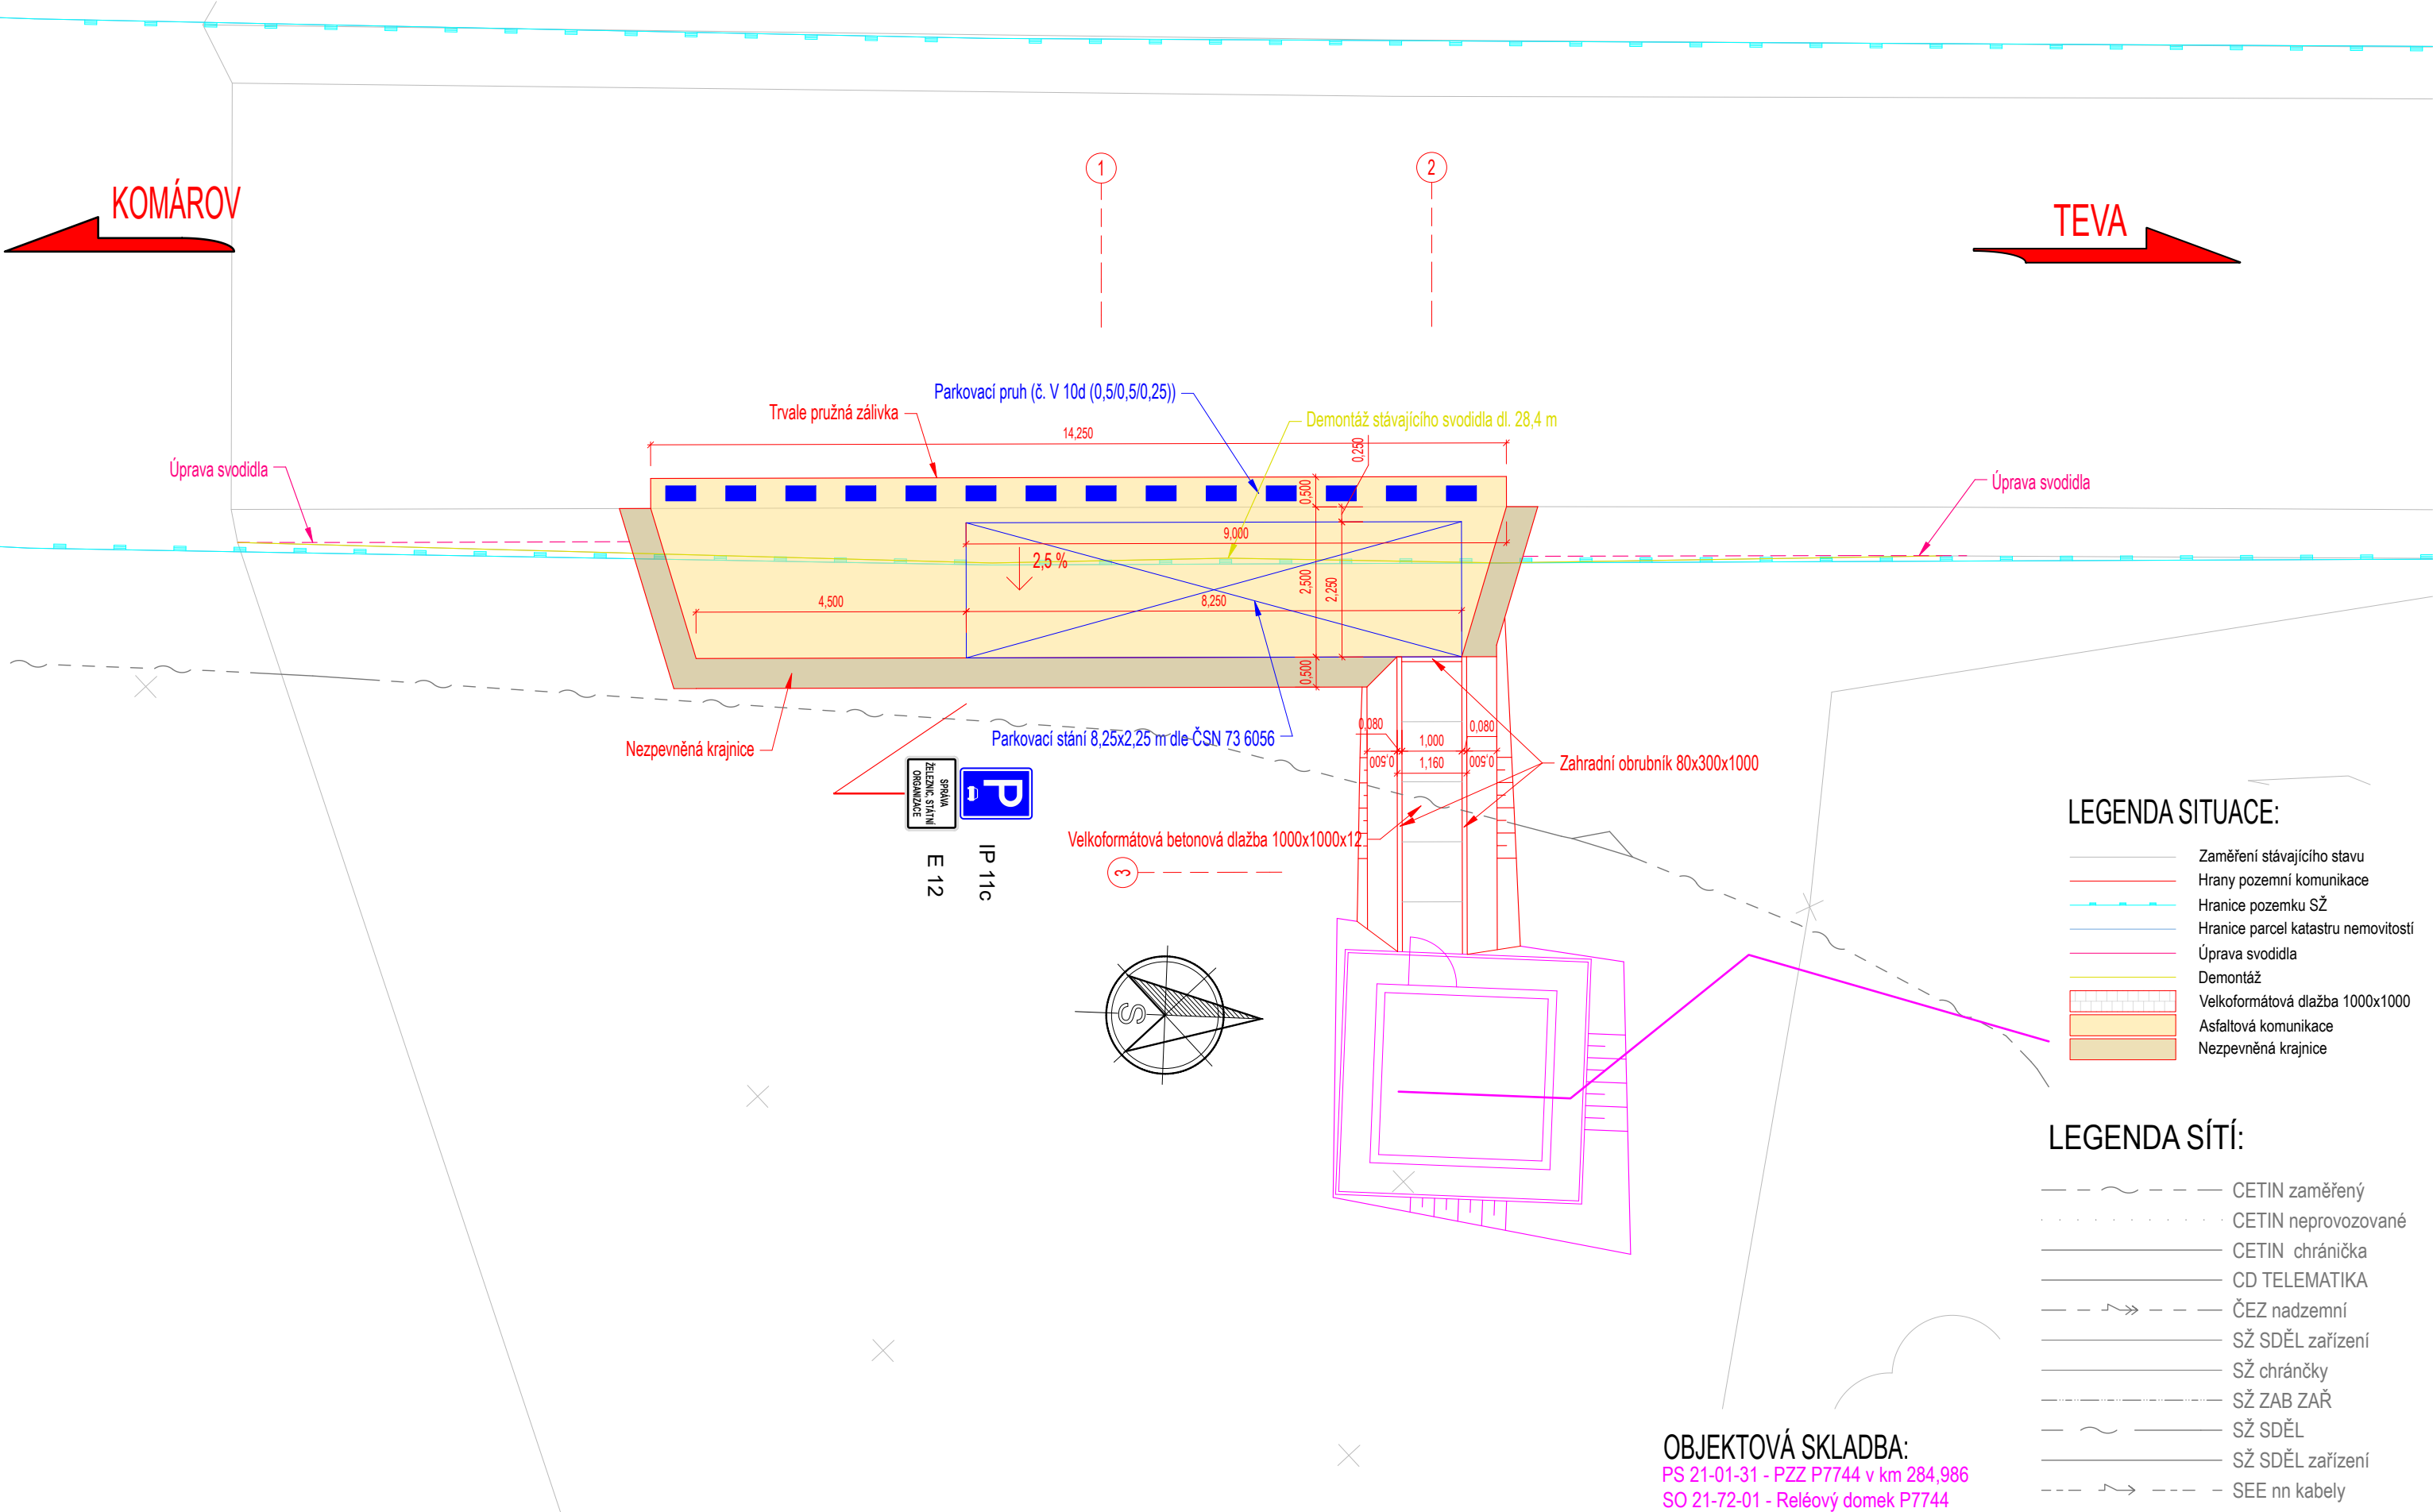 KOMÁROV
TEVA
1
2
Parkovací pruh (č. V 10d (0,5/0,5/0,25))
Trvale pružná zálivka
Demontáž stávajícího svodidla dl. 28,4 m
14,250
0,250
Úprava svodidla
Úprava svodidla
0,500
9,000
2,5 %
2,500
2,250
4,500
8,250
0,500
Nezpevněná krajnice
Parkovací stání 8,25x2,25 m dle ČSN 73 6056
0,080
1,000
0,080
0,500
1,160
0,500
Zahradní obrubník 80x300x1000
SPRÁVA
ŽELEZNIC, STÁTNÍ
ORGANIZACE
P
E 12
IP 11c
Velkoformátová betonová dlažba 1000x1000x12
3
S
LEGENDA SITUACE:
Zaměření stávajícího stavu
Hrany pozemní komunikace
Hranice pozemku SŽ
Hranice parcel katastru nemovitostí
Úprava svodidla
Demontáž
Velkoformátová dlažba 1000x1000
Asfaltová komunikace
Nezpevněná krajnice
LEGENDA SÍTÍ:
CETIN zaměřený
CETIN neprovozované
CETIN chránička
CD TELEMATIKA
ČEZ nadzemní
SŽ SDĚL zařízení
SŽ chránčky
SŽ ZAB ZAŘ
SŽ SDĚL
SŽ SDĚL zařízení
SEE nn kabely
OBJEKTOVÁ SKLADBA:
PS 21-01-31 - PZZ P7744 v km 284,986
SO 21-72-01 - Reléový domek P7744